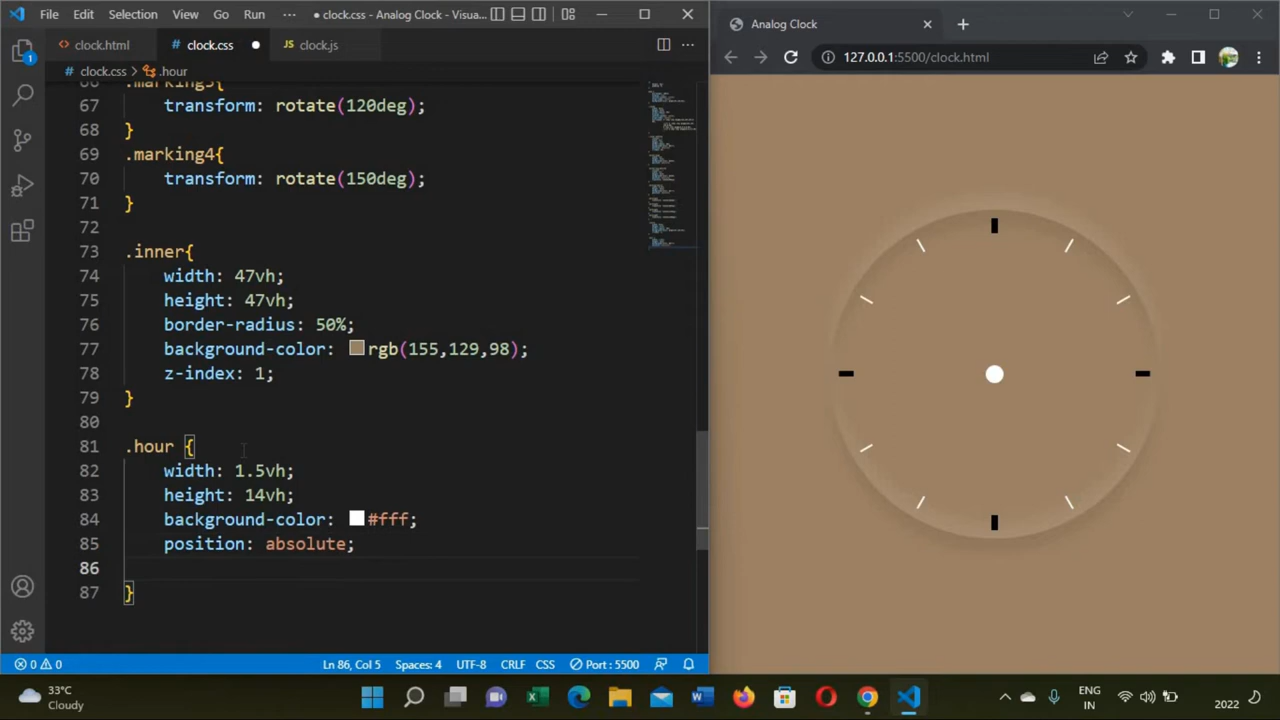 File Edit Selection View Go Run ··· ● clock.css - Analog Clock - Visua...
clock.html # clock.css ● JS clock.js ···
# clock.css > .hour
66 .marking3{
67 transform: rotate(120deg);
68 }
69 .marking4{
70 transform: rotate(150deg);
71 }
72
73 .inner{
74 width: 47vh;
75 height: 47vh;
76 border-radius: 50%;
77 background-color: rgb(155,129,98);
78 z-index: 1;
79 }
80
81 .hour {
82 width: 1.5vh;
83 height: 14vh;
84 background-color: #fff;
85 position: absolute;
86
87 }
1
0 0 Ln 86, Col 5 Spaces: 4 UTF-8 CRLF CSS Port : 5500
Analog Clock
127.0.0.1:5500/clock.html
33°C
Cloudy
ENG
IN
2022